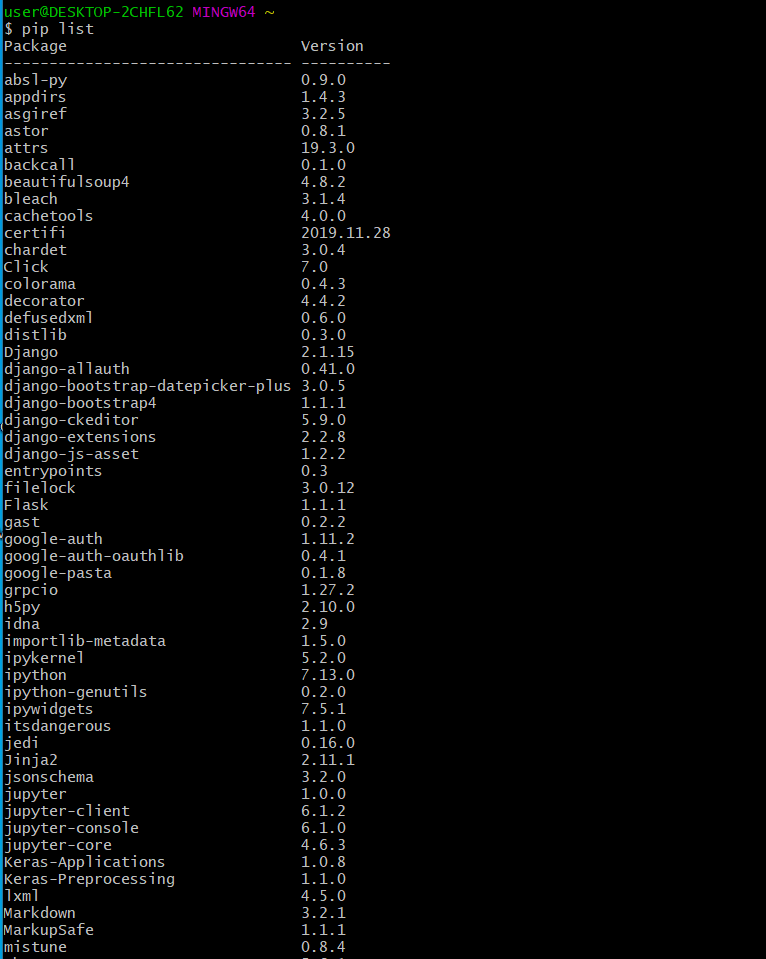 user@DESKTOP-2CHFL62 MINGW64 ~
$ pip list
Package                          Version
-------------------------------- ----------
absl-py                          0.9.0
appdirs                          1.4.3
asgiref                          3.2.5
astor                            0.8.1
attrs                            19.3.0
backcall                         0.1.0
beautifulsoup4                   4.8.2
bleach                           3.1.4
cachetools                       4.0.0
certifi                          2019.11.28
chardet                          3.0.4
Click                            7.0
colorama                         0.4.3
decorator                        4.4.2
defusedxml                       0.6.0
distlib                          0.3.0
Django                           2.1.15
django-allauth                   0.41.0
django-bootstrap-datepicker-plus 3.0.5
django-bootstrap4                1.1.1
django-ckeditor                  5.9.0
django-extensions                2.2.8
django-js-asset                  1.2.2
entrypoints                      0.3
filelock                         3.0.12
Flask                            1.1.1
gast                             0.2.2
google-auth                      1.11.2
google-auth-oauthlib             0.4.1
google-pasta                     0.1.8
grpcio                           1.27.2
h5py                             2.10.0
idna                             2.9
importlib-metadata               1.5.0
ipykernel                        5.2.0
ipython                          7.13.0
ipython-genutils                 0.2.0
ipywidgets                       7.5.1
itsdangerous                     1.1.0
jedi                             0.16.0
Jinja2                           2.11.1
jsonschema                       3.2.0
jupyter                          1.0.0
jupyter-client                   6.1.2
jupyter-console                  6.1.0
jupyter-core                     4.6.3
Keras-Applications               1.0.8
Keras-Preprocessing              1.1.0
lxml                             4.5.0
Markdown                         3.2.1
MarkupSafe                       1.1.1
mistune                          0.8.4